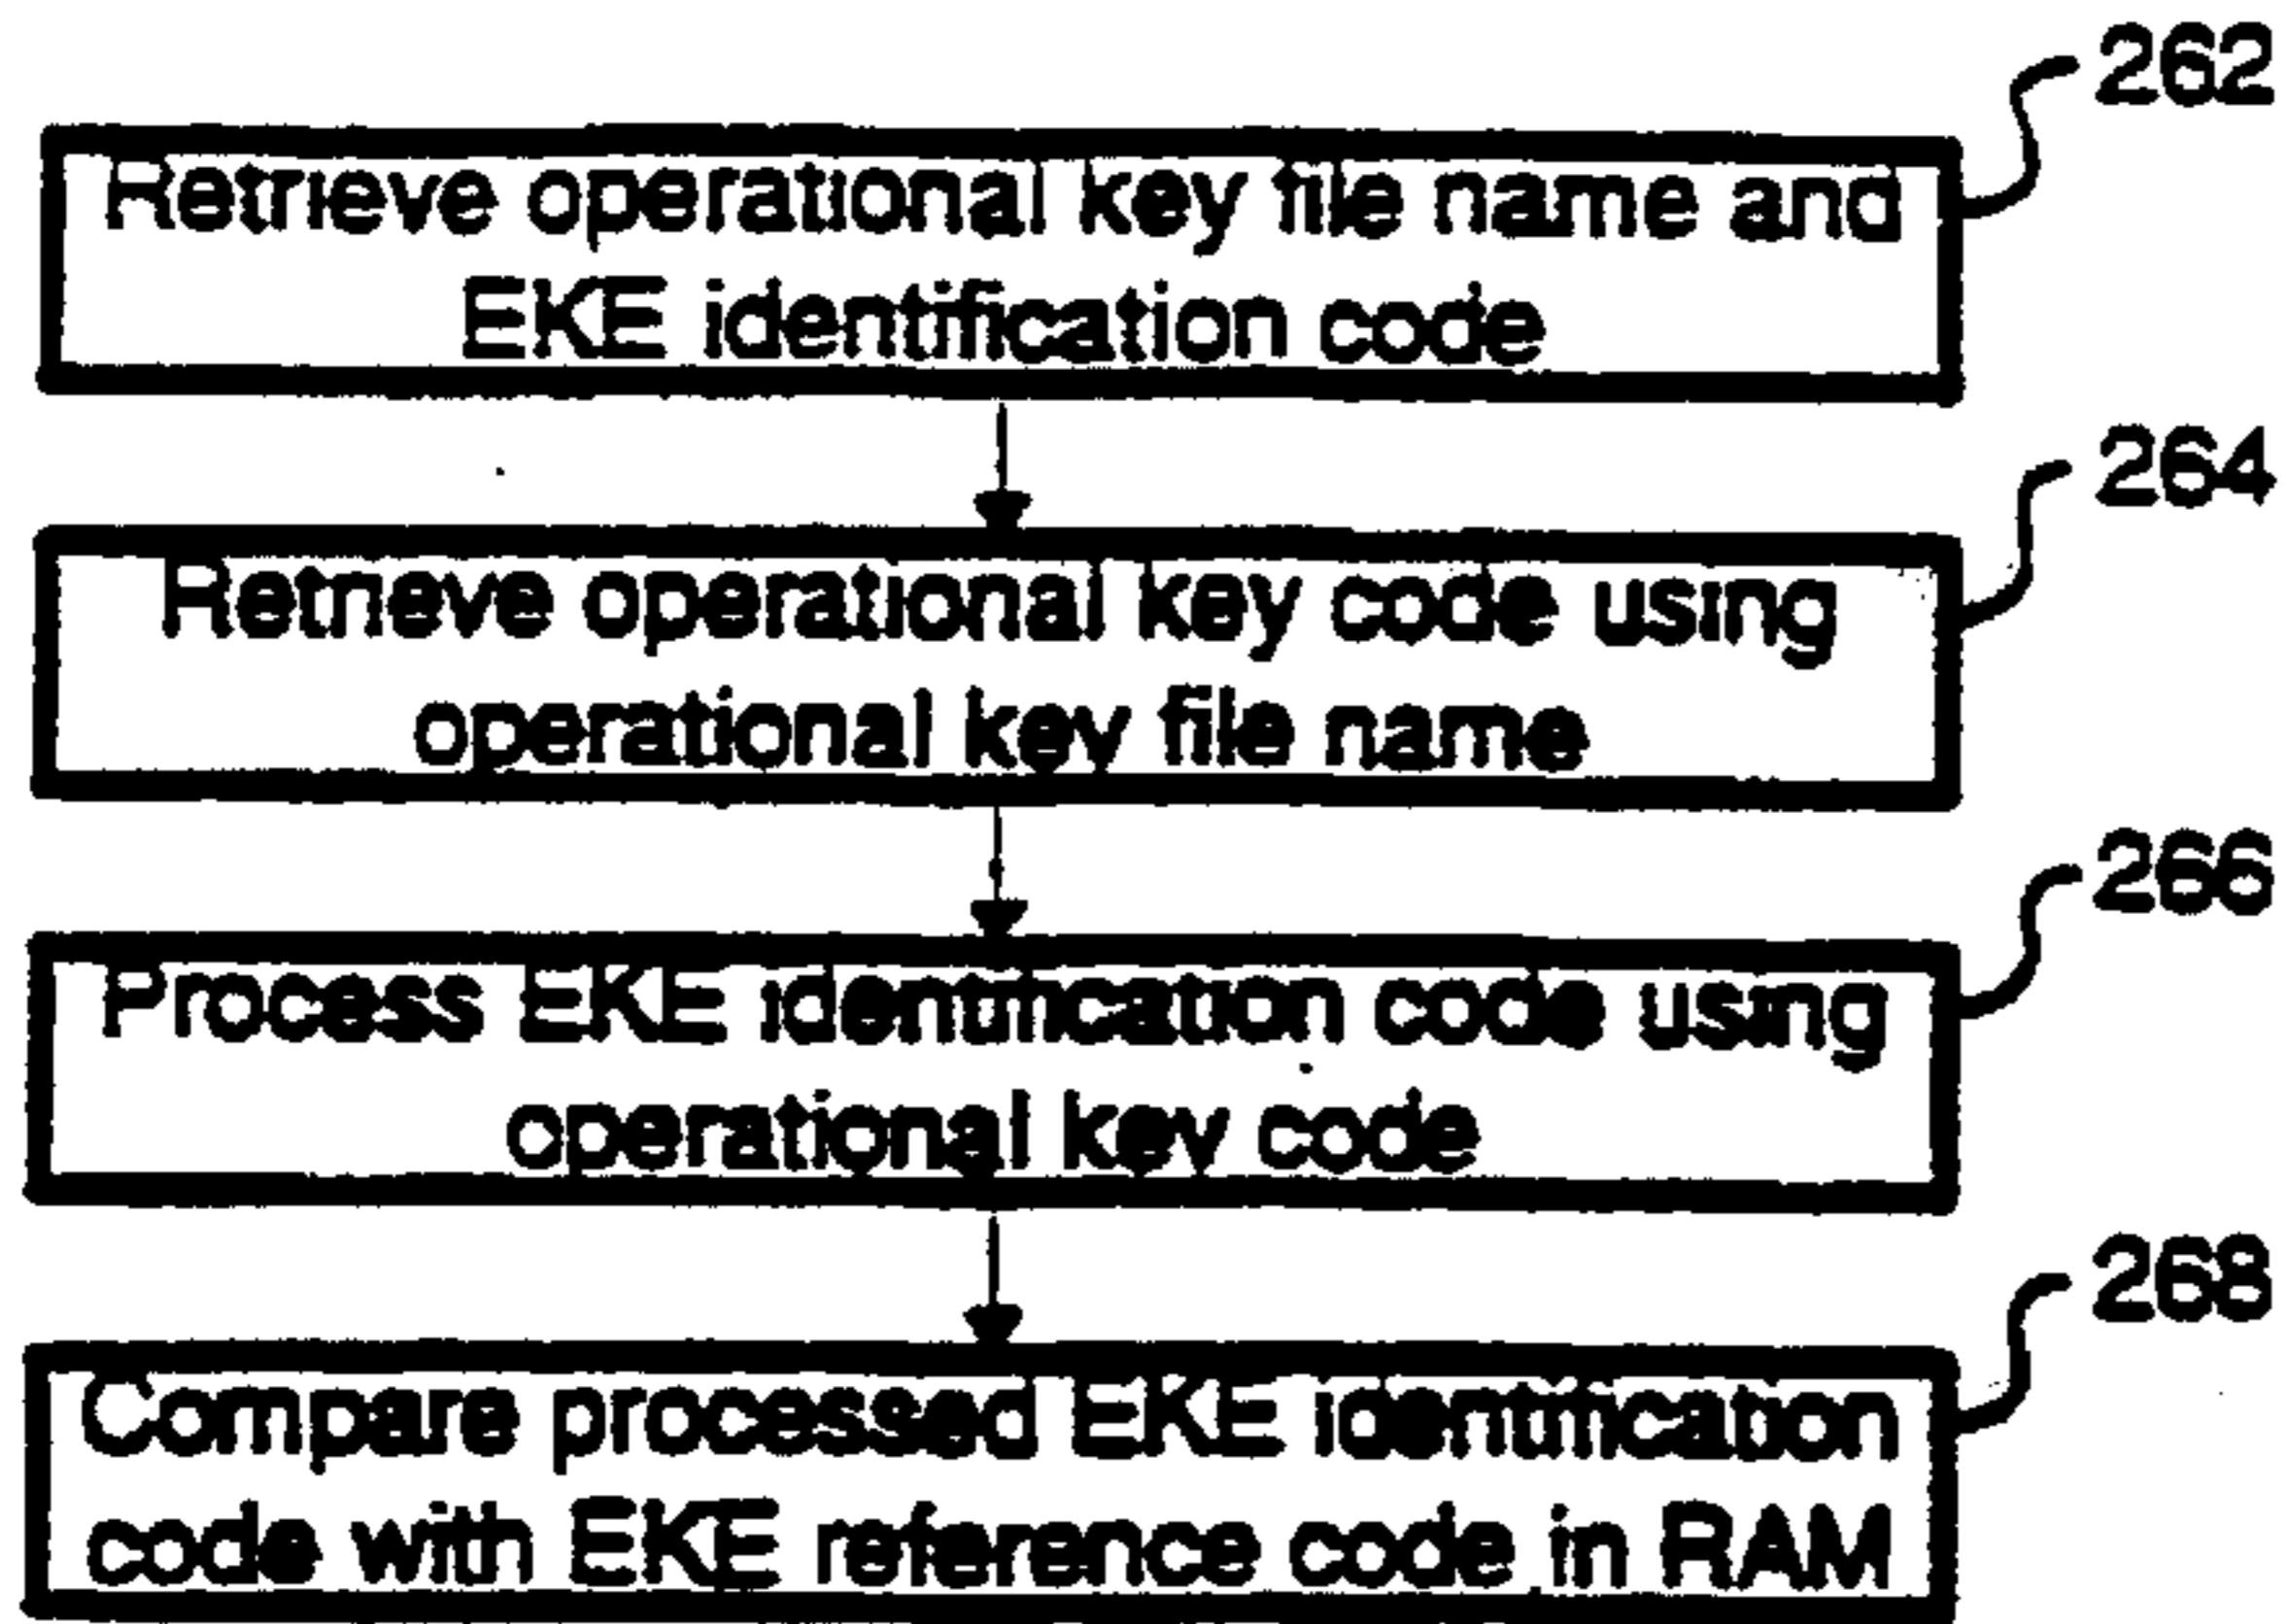 262
Retrieve operational key file name and
EKE identification code
264
Retrieve operational key code using
operational key file name
266
Process EKE identification code using
operational key code
268
Compare processed EKE identification
code with EKE reference code in RAM